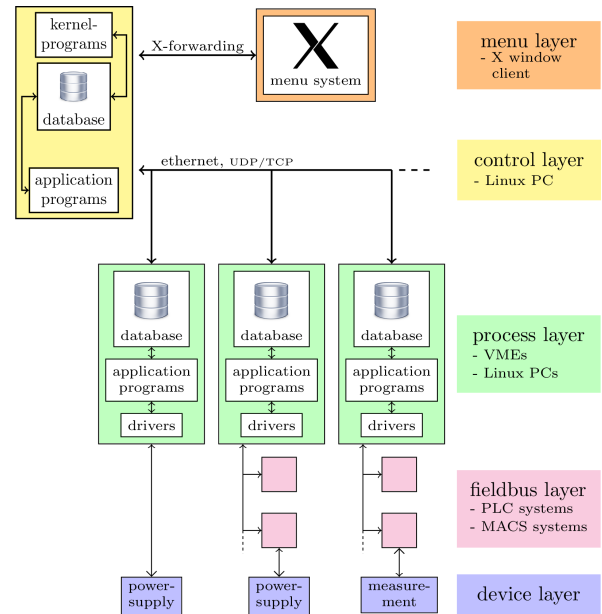 kernel-
programs
X-forwarding
menu system
menu layer
- X window
client
database
application
programs
ethernet, UDP/TCP
control layer
- Linux PC
database
database
database
application
programs
application
programs
application
programs
drivers
drivers
drivers
process layer
- VMEs
- Linux PCs
fieldbus layer
- PLC systems
- MACS systems
power-
supply
power-
supply
measure-
ment
device layer